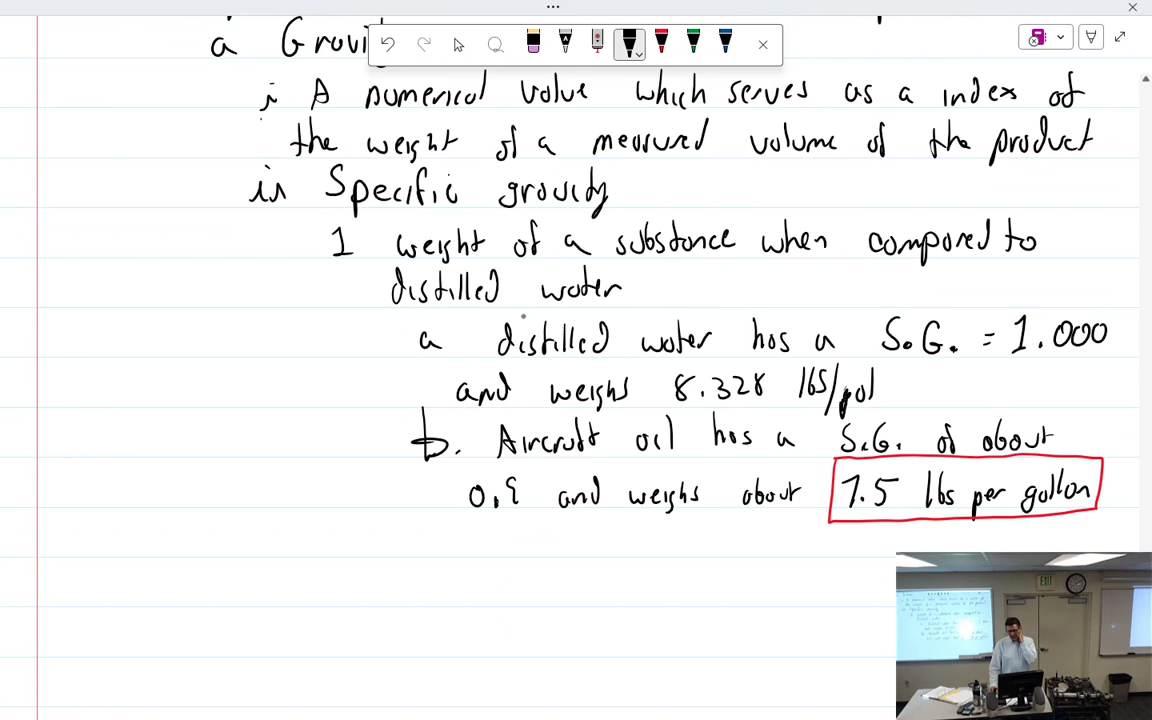 a Gravi
i A numerical value which serves as a index of
the weight of a measured volume of the product
ii Specific gravity
1 weight of a substance when compared to
distilled water
a distilled water has a S.G. = 1.000
and weighs 8.328 lbs/gal
b. Aircraft oil has a S.G. of about
0.9 and weighs about 7.5 lbs per gallon
EXIT